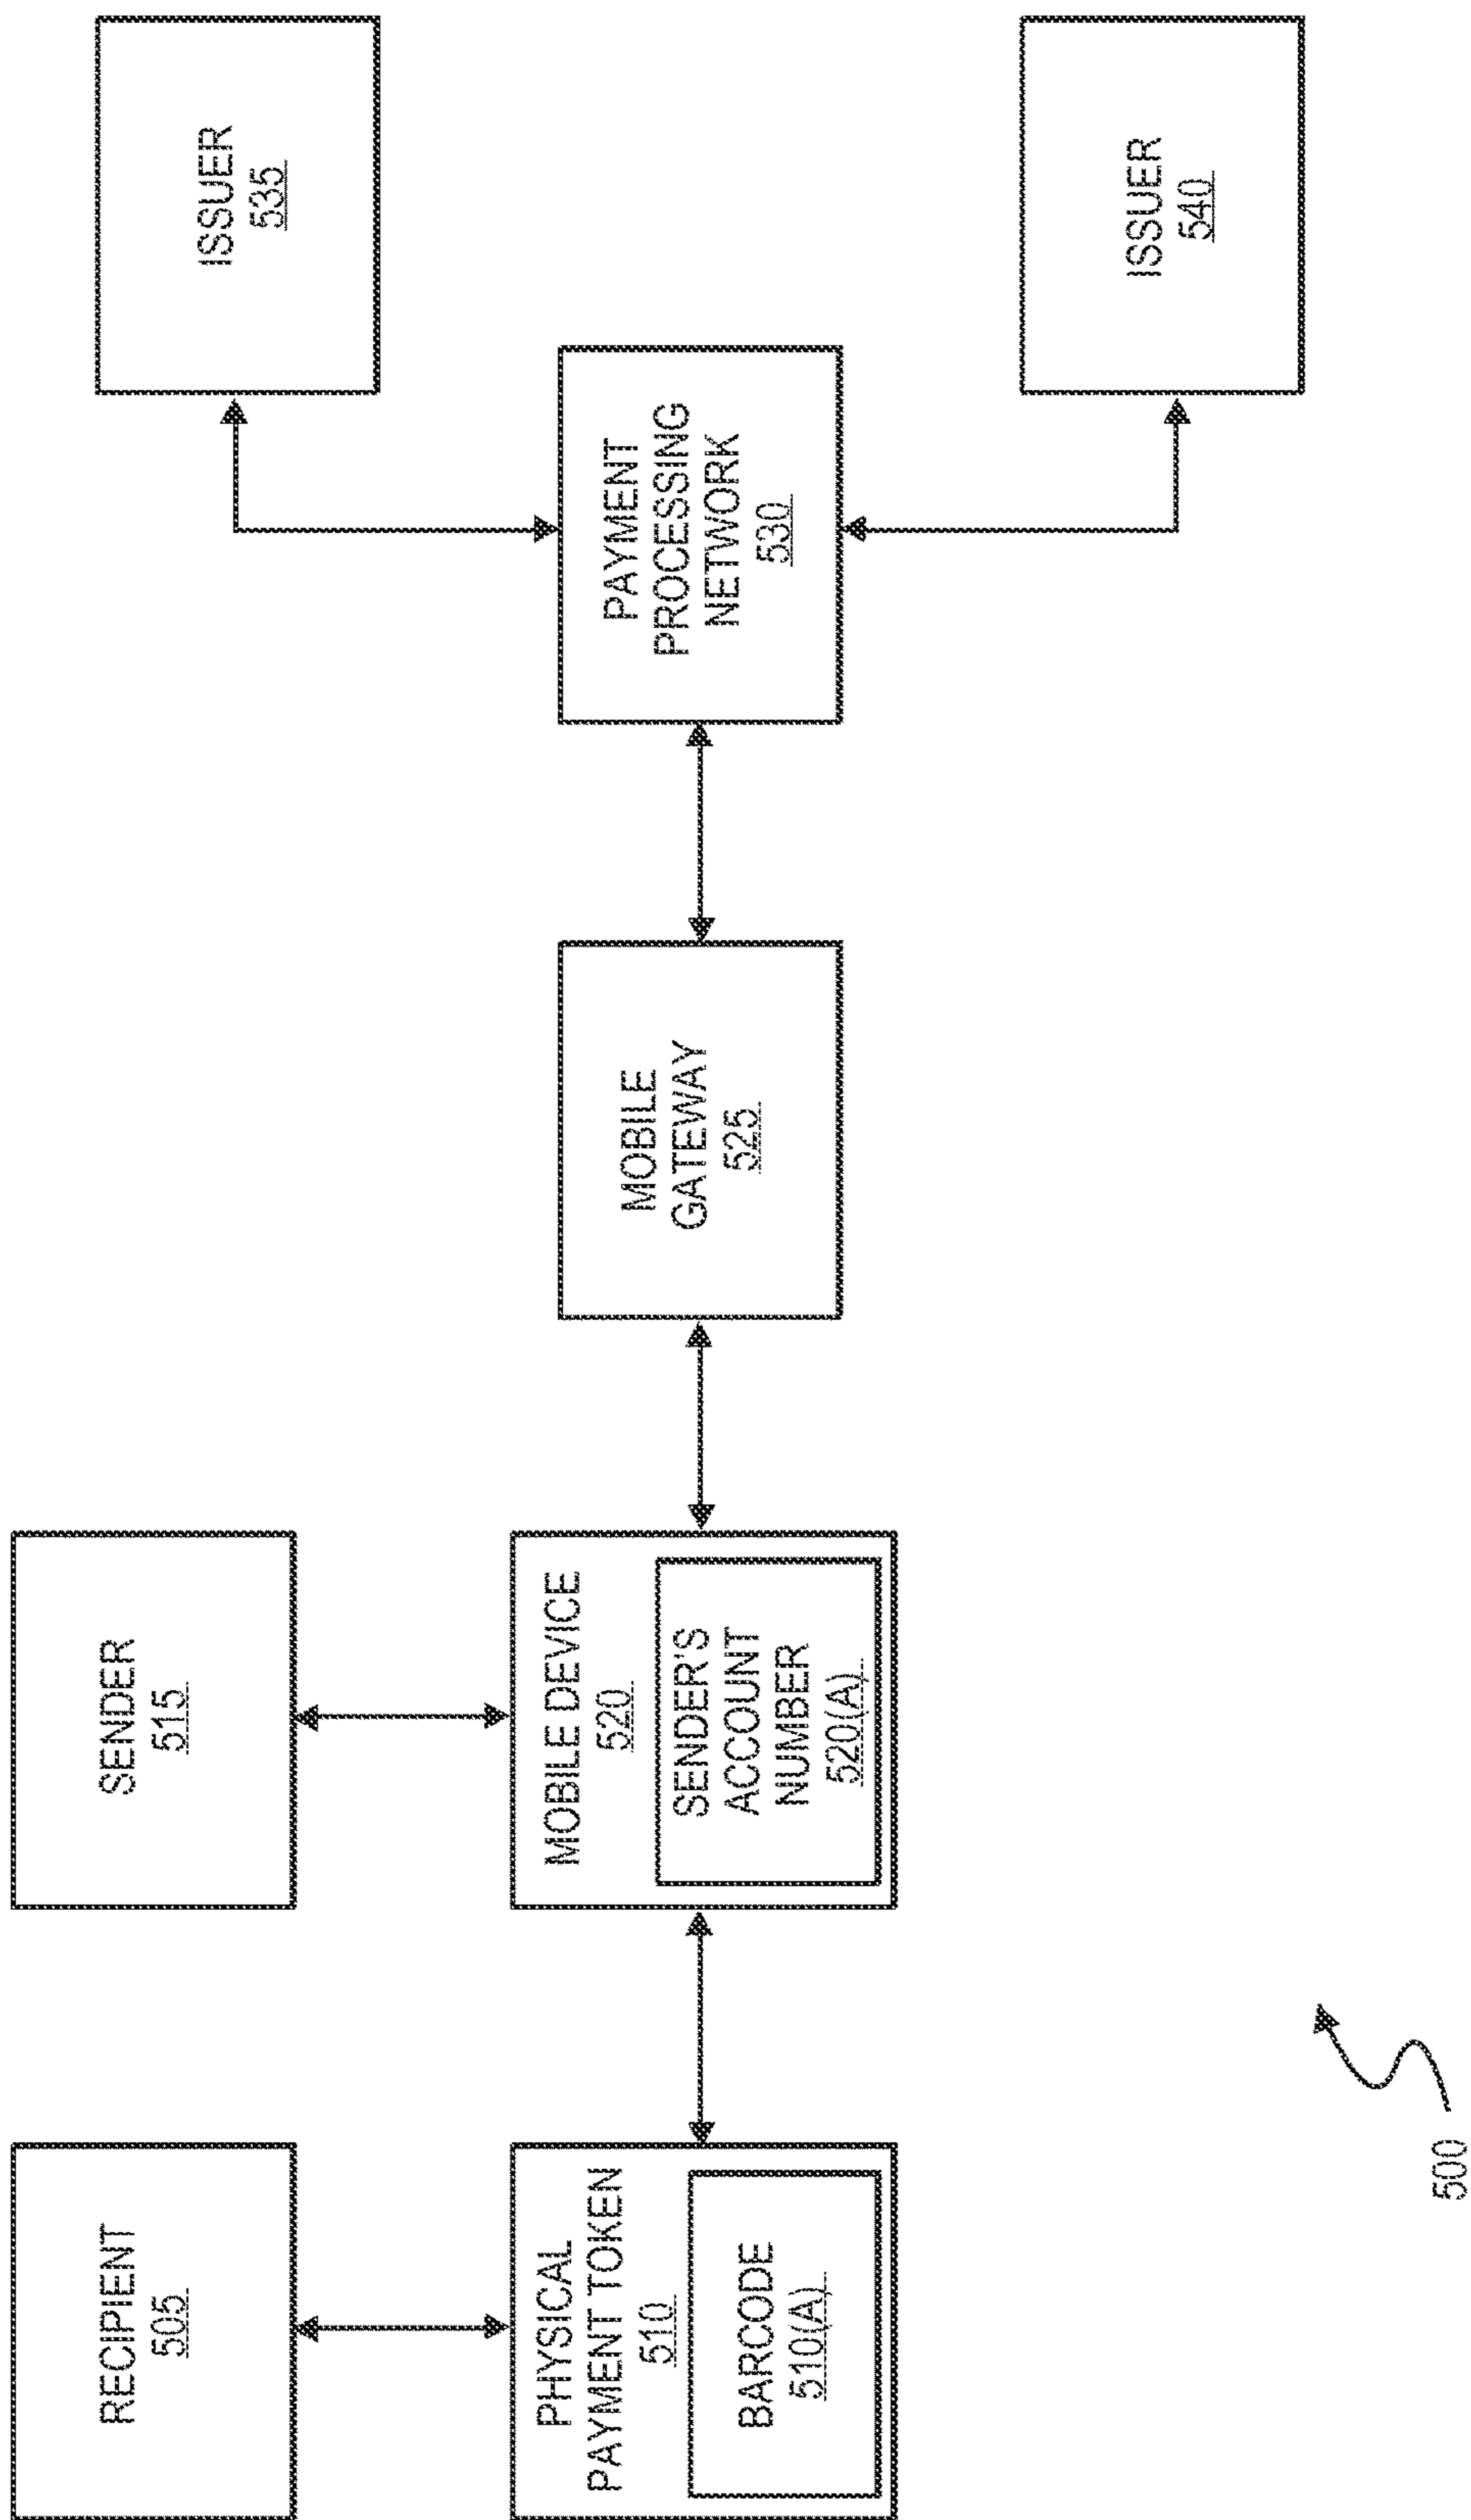 RECIPIENT
505
PHYSICAL
PAYMENT TOKEN
510
BARCODE
510(A)
SENDER
515
MOBILE DEVICE
520
SENDER'S
ACCOUNT
NUMBER
520(A)
MOBILE
GATEWAY
525
PAYMENT
PROCESSING
NETWORK
530
ISSUER
535
ISSUER
540
500